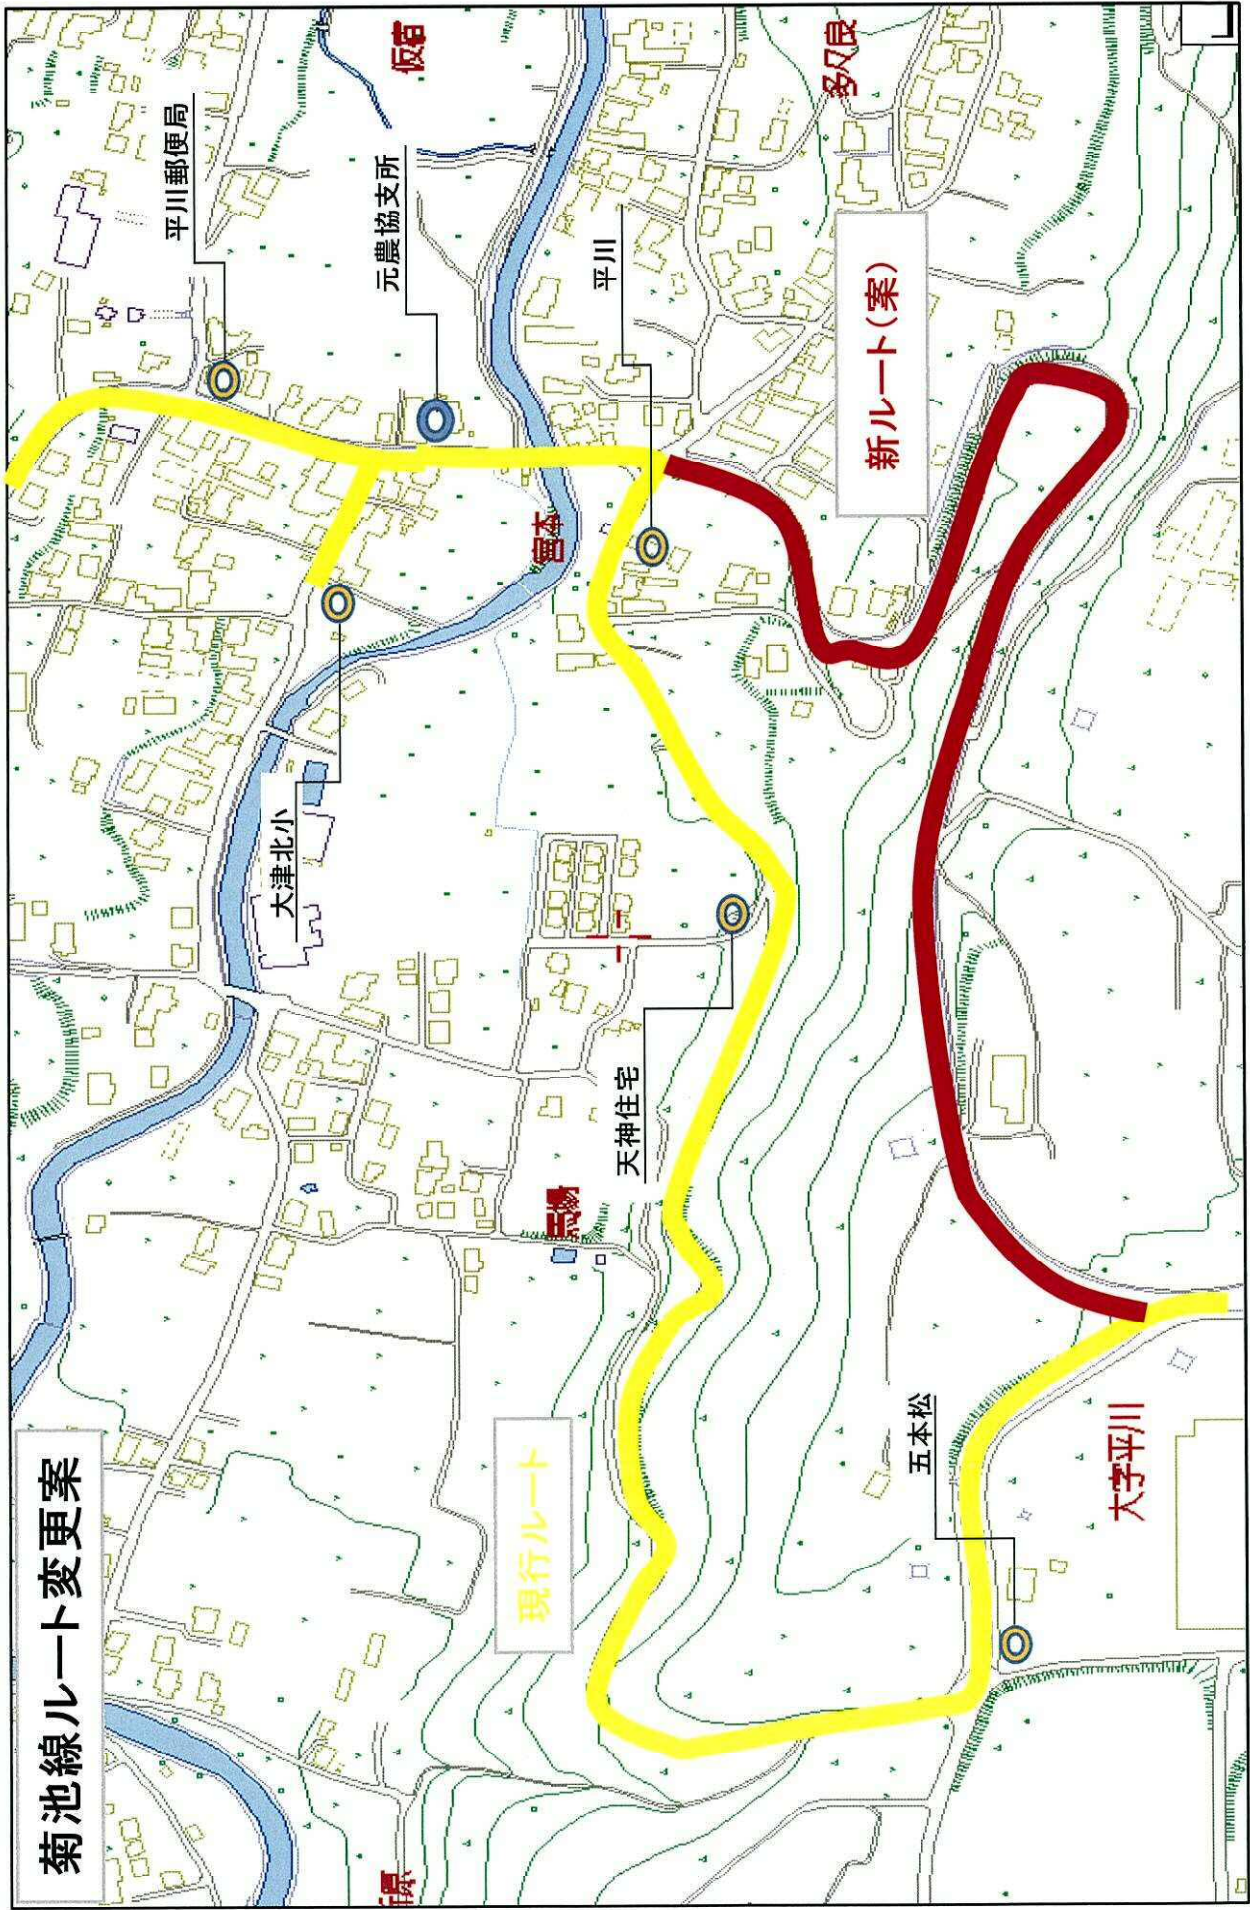 菊池線ルート変更案
現行ルート
新ルート(案)
平川郵便局
元農協支所
平川
大津北小
天神住宅
五本松
仮宿
多々良
宮本
大字平川